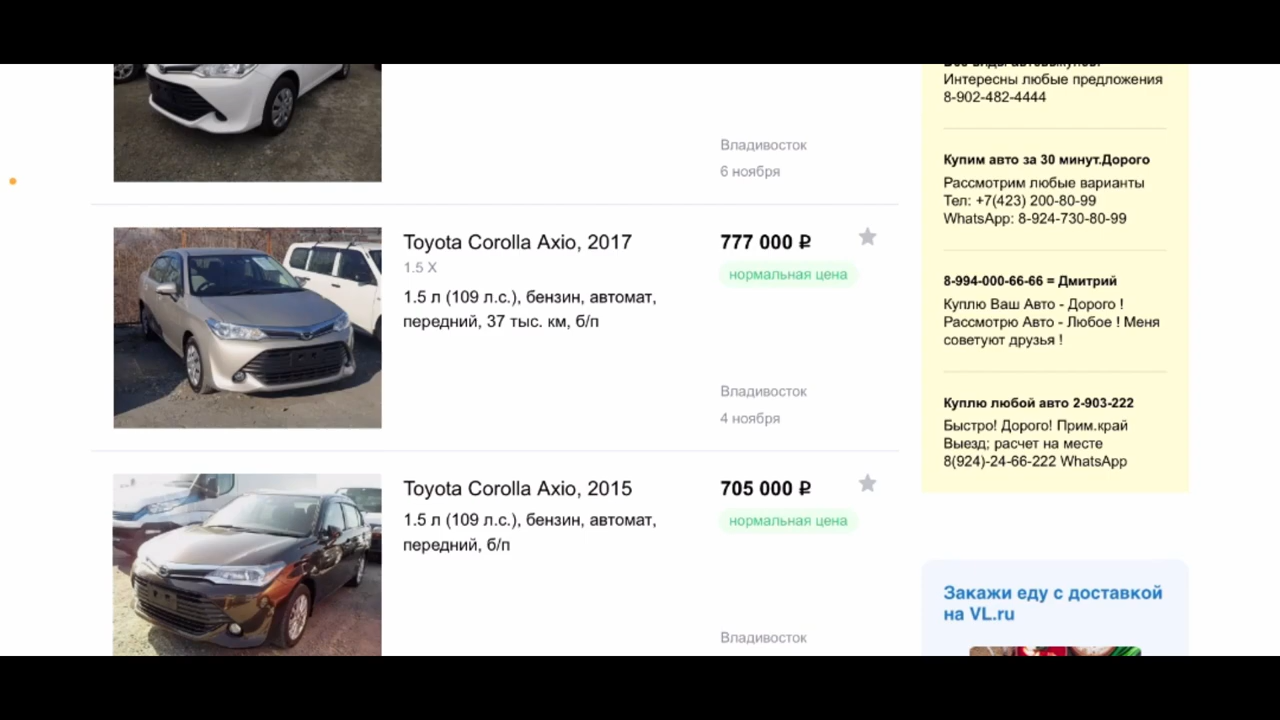 Владивосток
6 ноября
Toyota Corolla Axio, 2017
1.5 X
1.5 л (109 л.с.), бензин, автомат,
передний, 37 тыс. км, б/п
777 000 ₽
нормальная цена
Владивосток
4 ноября
Toyota Corolla Axio, 2015
1.5 л (109 л.с.), бензин, автомат,
передний, б/п
705 000 ₽
нормальная цена
Владивосток
Интересны любые предложения
8-902-482-4444
Купим авто за 30 минут.Дорого
Рассмотрим любые варианты
Тел: +7(423) 200-80-99
WhatsApp: 8-924-730-80-99
8-994-000-66-66 = Дмитрий
Куплю Ваш Авто - Дорого !
Рассмотрю Авто - Любое ! Меня
советуют друзья !
Куплю любой авто 2-903-222
Быстро! Дорого! Прим.край
Выезд; расчет на месте
8(924)-24-66-222 WhatsApp
Закажи еду с доставкой
на VL.ru